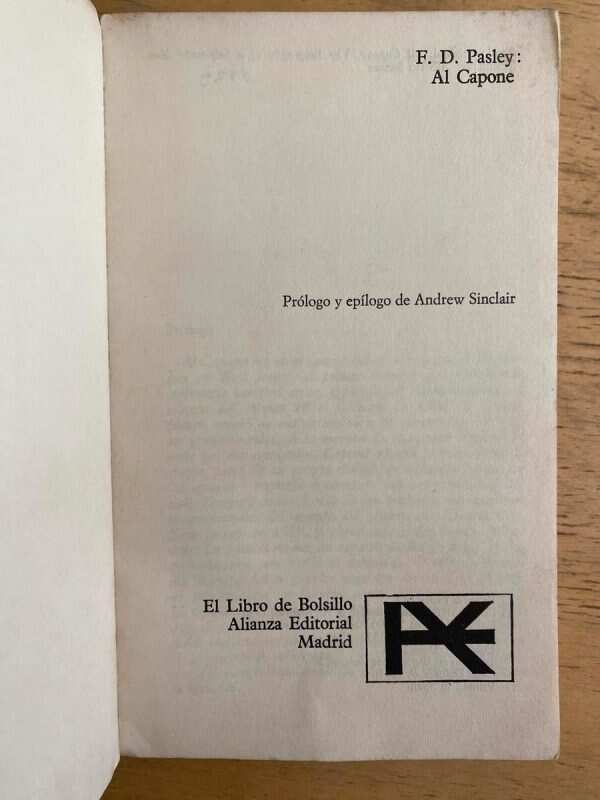 F. D. Pasley:
Al Capone
Prólogo y epílogo de Andrew Sinclair
El Libro de Bolsillo
Alianza Editorial
Madrid